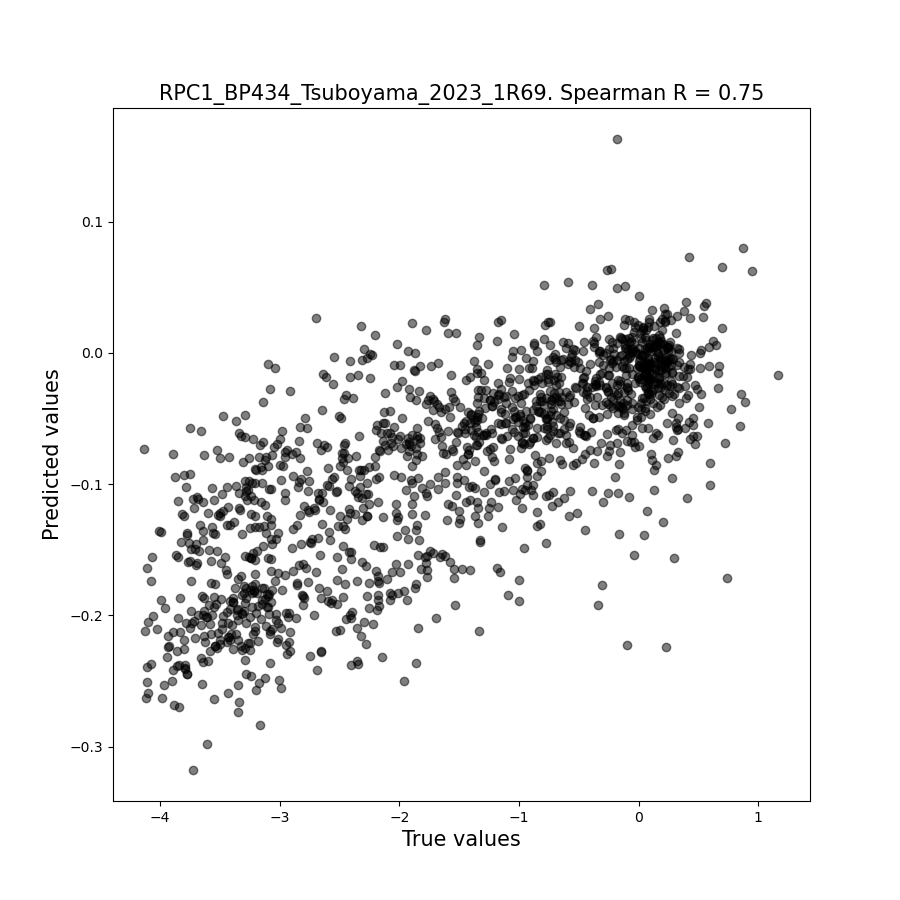 RPC1_BP434_Tsuboyama_2023_1R69. Spearman R = 0.75
0.1
0.0
−0.1
−0.2
−0.3
Predicted values
−4 −3 −2 −1 0 1
True values